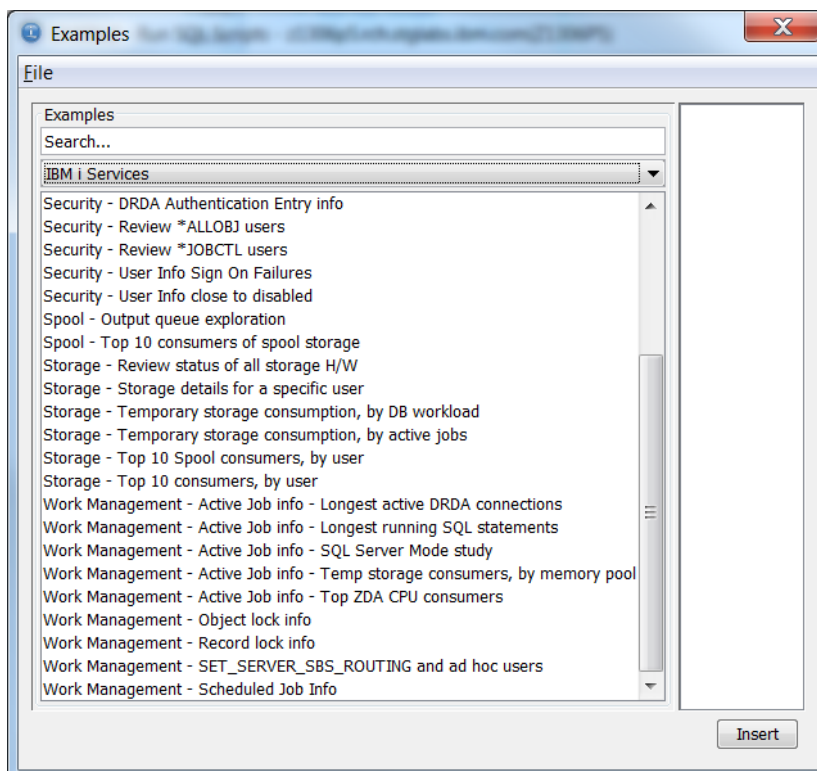 Examples
File
Examples
Search...
IBM i Services
Security - DRDA Authentication Entry info
Security - Review *ALLOBJ users
Security - Review *JOBCTL users
Security - User Info Sign On Failures
Security - User Info close to disabled
Spool - Output queue exploration
Spool - Top 10 consumers of spool storage
Storage - Review status of all storage H/W
Storage - Storage details for a specific user
Storage - Temporary storage consumption, by DB workload
Storage - Temporary storage consumption, by active jobs
Storage - Top 10 Spool consumers, by user
Storage - Top 10 consumers, by user
Work Management - Active Job info - Longest active DRDA connections
Work Management - Active Job info - Longest running SQL statements
Work Management - Active Job info - SQL Server Mode study
Work Management - Active Job info - Temp storage consumers, by memory pool
Work Management - Active Job info - Top ZDA CPU consumers
Work Management - Object lock info
Work Management - Record lock info
Work Management - SET_SERVER_SBS_ROUTING and ad hoc users
Work Management - Scheduled Job Info
Insert